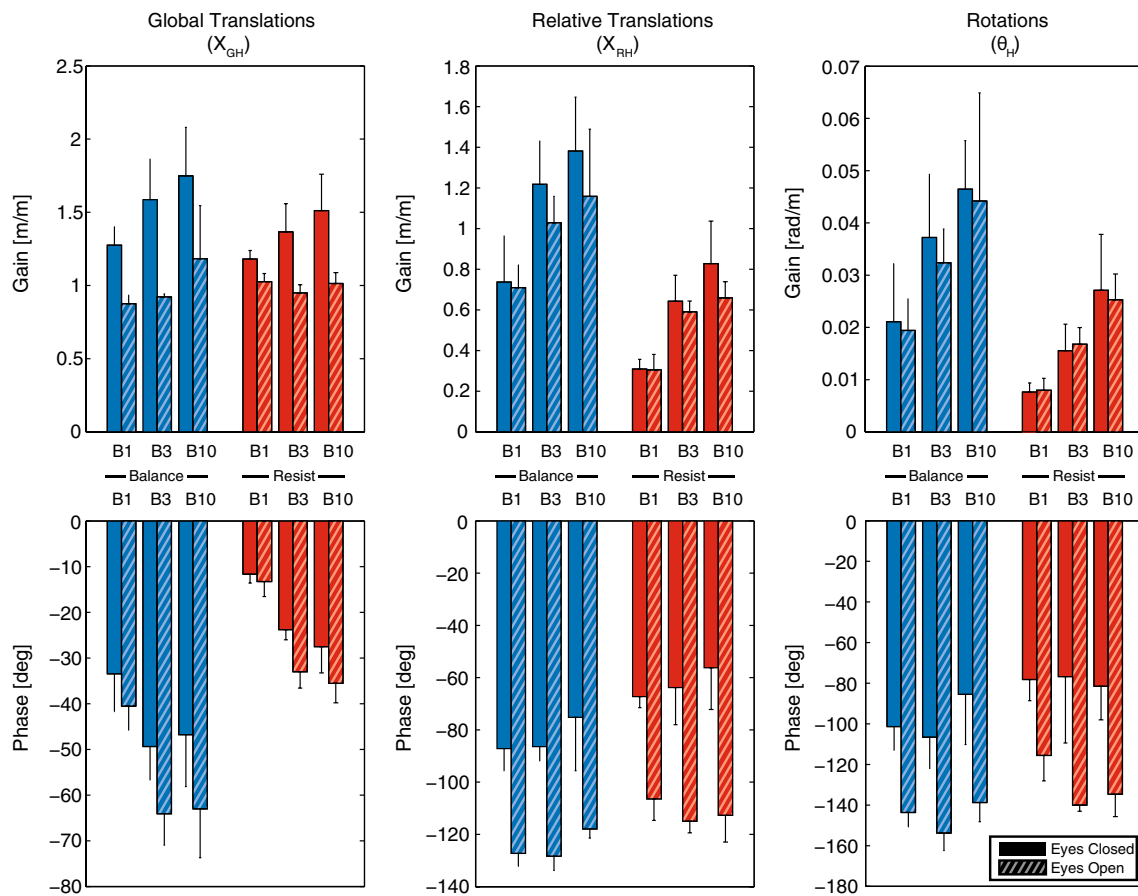 Global Translations
(X_GH)
Relative Translations
(X_RH)
Rotations
(θ_H)
Gain [m/m]
2.5
2
1.5
1
0.5
0
Gain [m/m]
1.8
1.6
1.4
1.2
1
0.8
0.6
0.4
0.2
0
Gain [rad/m]
0.07
0.06
0.05
0.04
0.03
0.02
0.01
0
B1 B3 B10 B1 B3 B10
B1 B3 B10 B1 B3 B10
B1 B3 B10 B1 B3 B10
Balance Resist
Balance Resist
Balance Resist
B1 B3 B10 B1 B3 B10
B1 B3 B10 B1 B3 B10
B1 B3 B10 B1 B3 B10
Phase [deg]
0
−10
−20
−30
−40
−50
−60
−70
−80
Phase [deg]
0
−20
−40
−60
−80
−100
−120
−140
Phase [deg]
0
−20
−40
−60
−80
−100
−120
−140
−160
−180
Eyes Closed
Eyes Open